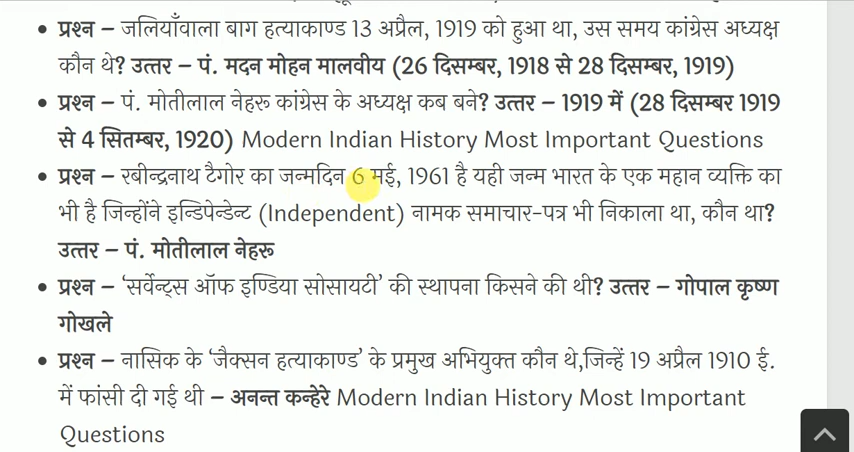 प्रश्न – जलियाँवाला बाग हत्याकाण्ड 13 अप्रैल, 1919 को हुआ था, उस समय कांग्रेस अध्यक्ष
कौन थे? उत्तर – पं. मदन मोहन मालवीय (26 दिसम्बर, 1918 से 28 दिसम्बर, 1919)
प्रश्न – पं. मोतीलाल नेहरू कांग्रेस के अध्यक्ष कब बने? उत्तर – 1919 में (28 दिसम्बर 1919
से 4 सितम्बर, 1920) Modern Indian History Most Important Questions
प्रश्न – रबीन्द्रनाथ टैगोर का जन्मदिन 6 मई, 1961 है यही जन्म भारत के एक महान व्यक्ति का
भी है जिन्होंने इन्डिपेन्डेन्ट (Independent) नामक समाचार-पत्र भी निकाला था, कौन था?
उत्तर – पं. मोतीलाल नेहरू
प्रश्न – ‘सर्वेन्ट्स ऑफ इण्डिया सोसायटी’ की स्थापना किसने की थी? उत्तर – गोपाल कृष्ण
गोखले
प्रश्न – नासिक के ‘जैक्सन हत्याकाण्ड’ के प्रमुख अभियुक्त कौन थे,जिन्हें 19 अप्रैल 1910 ई.
में फांसी दी गई थी – अनन्त कन्हेरे Modern Indian History Most Important
Questions